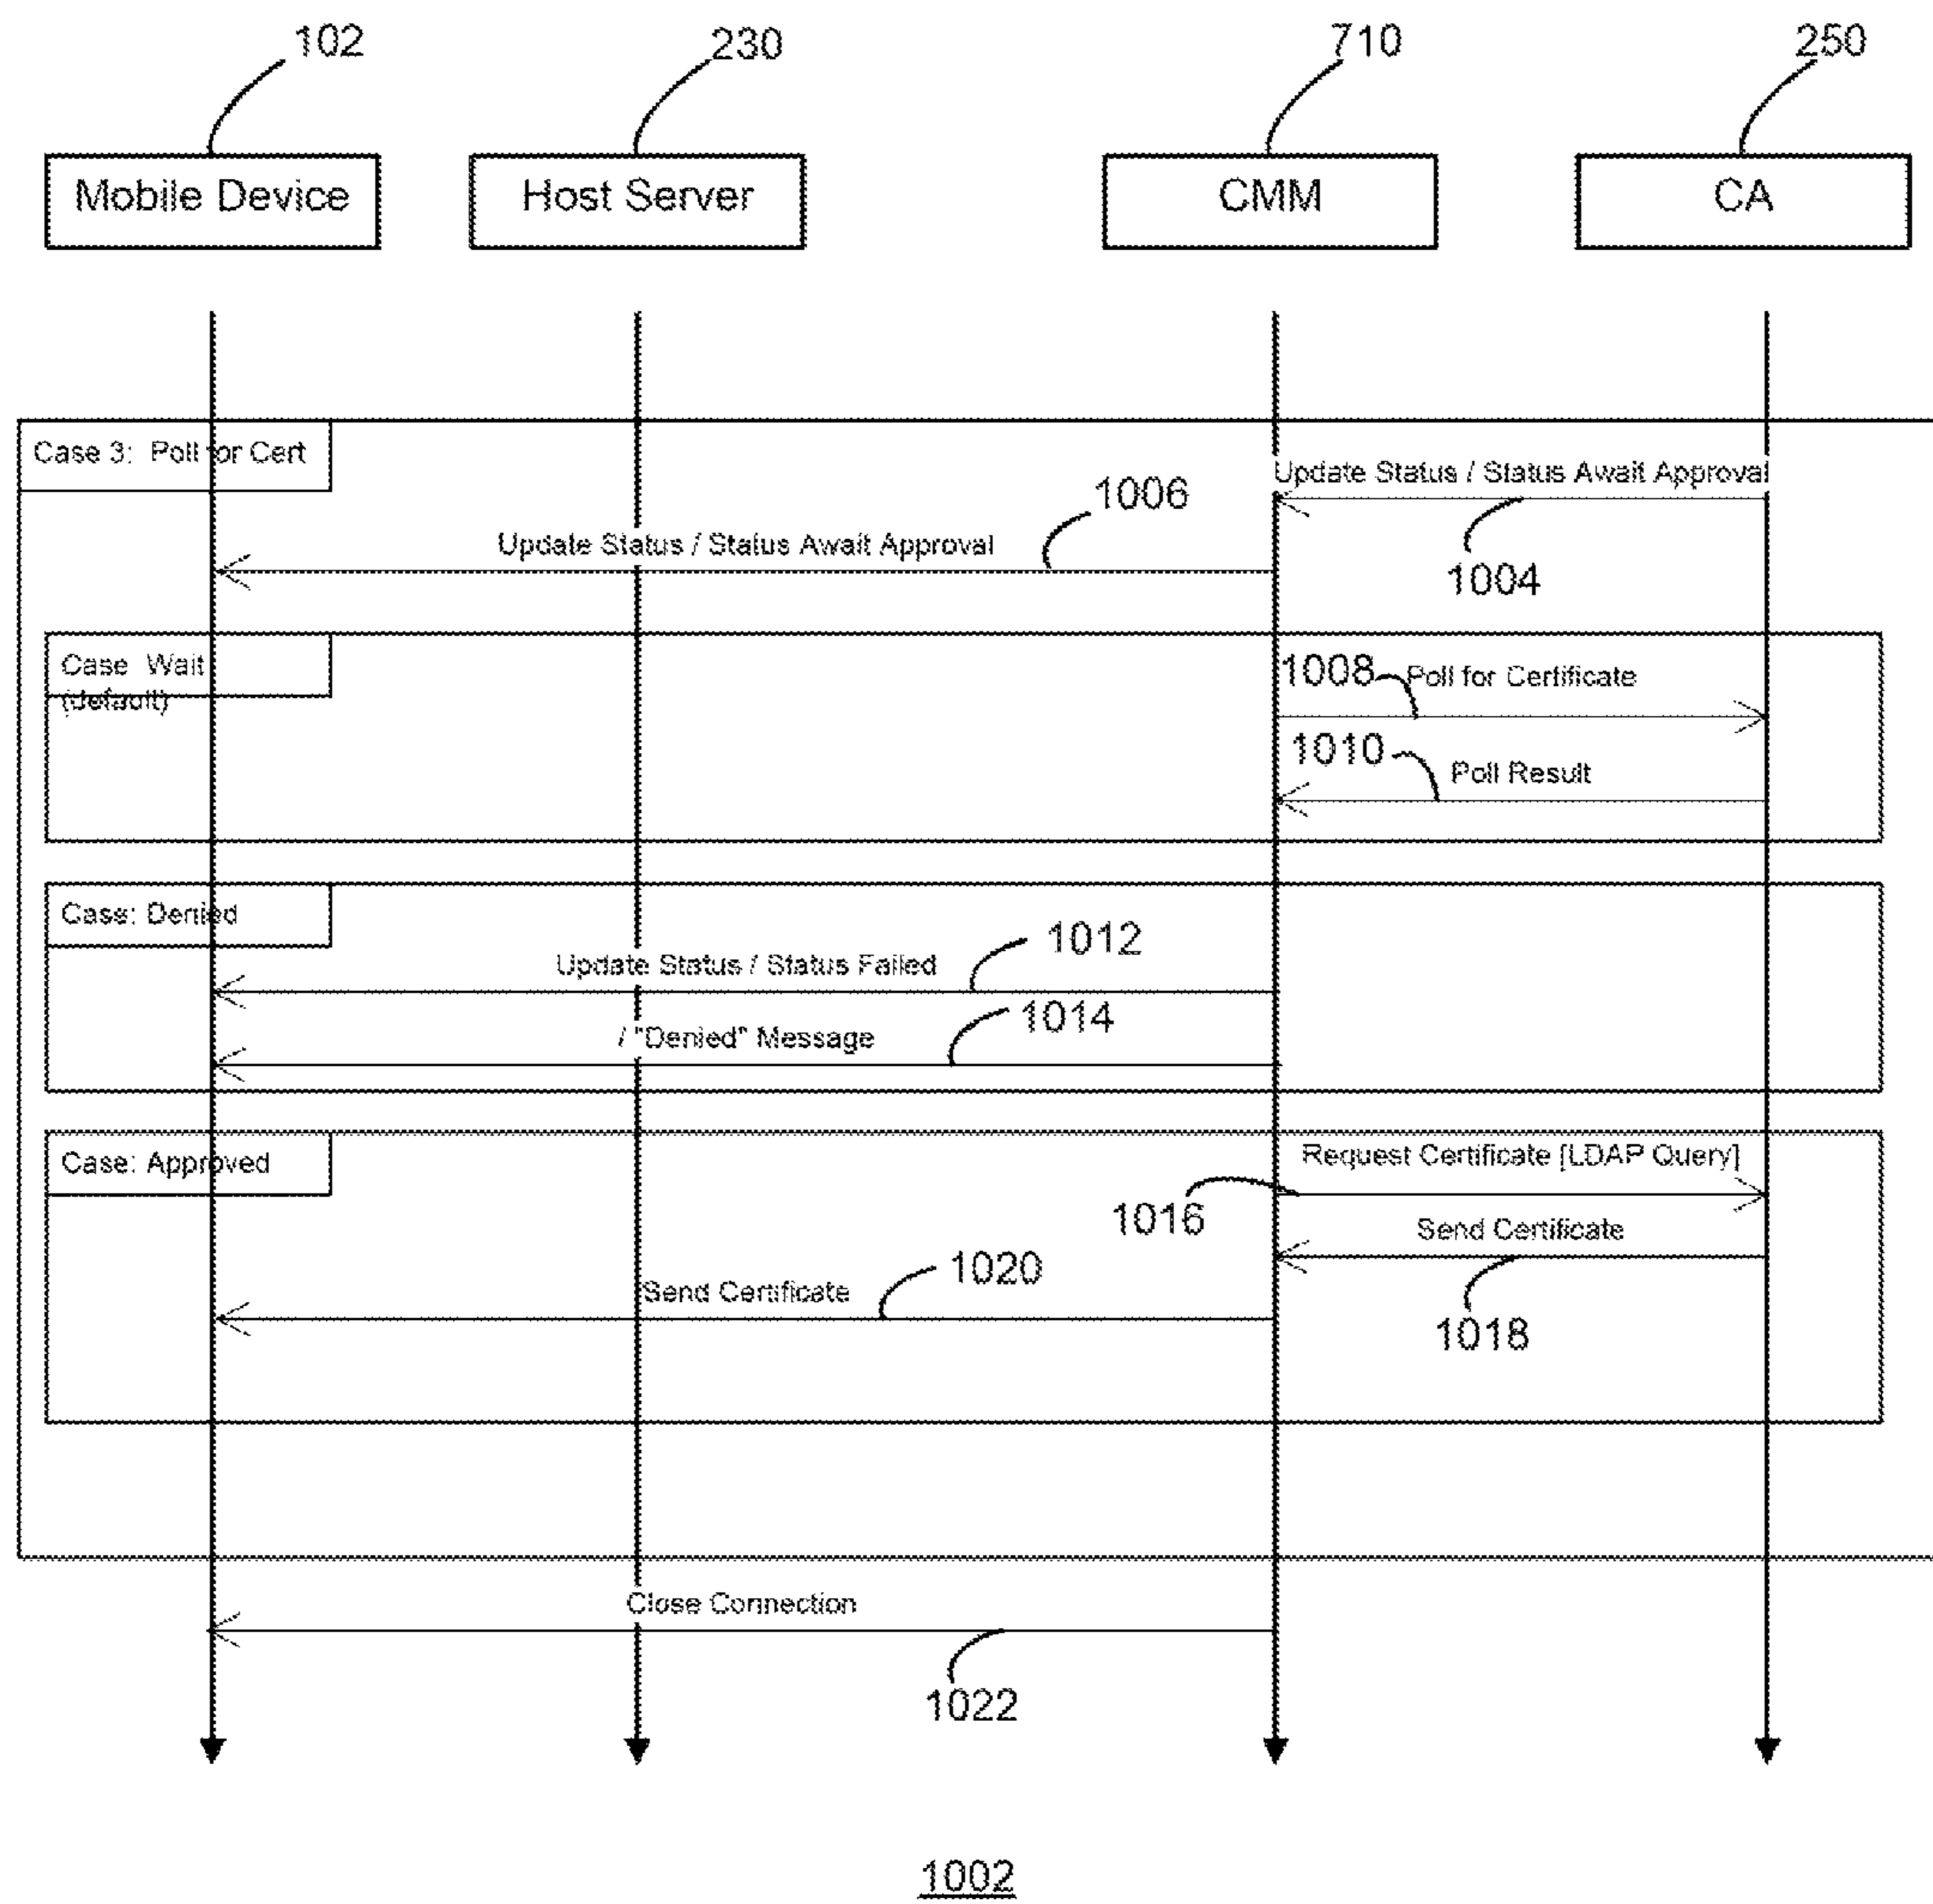 102
230
710
250
Mobile Device
Host Server
CMM
CA
Case 3: Poll for Cert
Update Status / Status Await Approval
1006
Update Status / Status Await Approval
1004
Case Wait
(default)
1008
Poll for Certificate
1010
Poll Result
Case: Denied
1012
Update Status / Status Failed
1014
/ "Denied" Message
Case: Approved
Request Certificate [LDAP Query]
1016
Send Certificate
1020
Send Certificate
1018
Close Connection
1022
1002